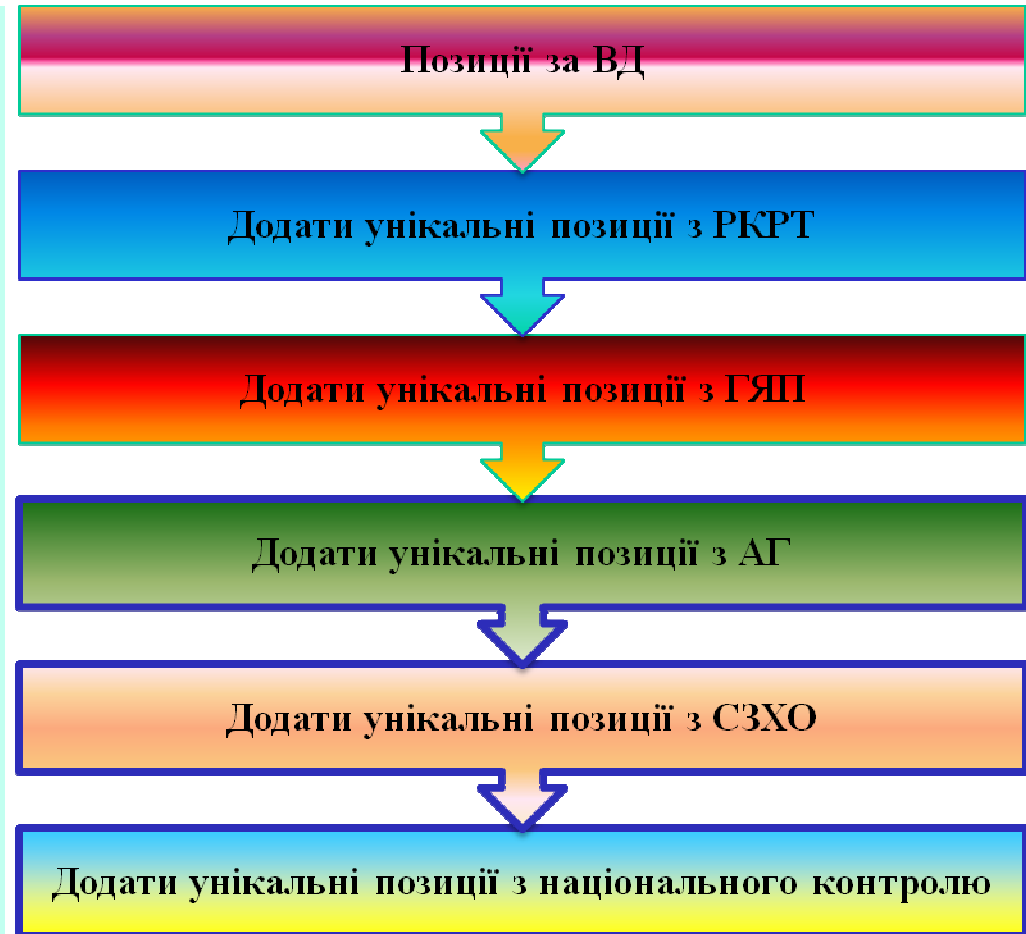 Позиції за ВД
Додати унікальні позиції з РКРТ
Додати унікальні позиції з ГЯП
Додати унікальні позиції з АГ
Додати унікальні позиції з СЗХО
Додати унікальні позиції з національного контролю